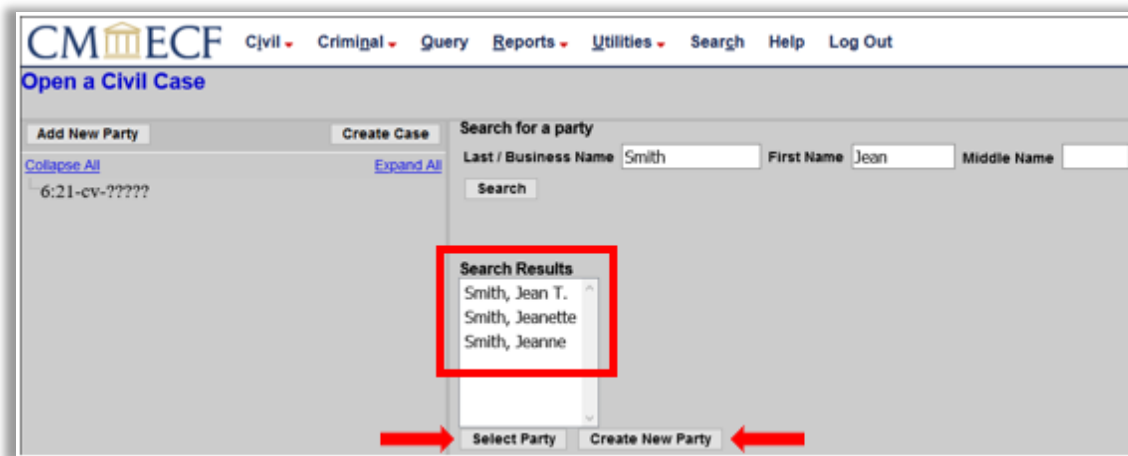 CM ECF Civil Criminal Query Reports Utilities Search Help Log Out
Open a Civil Case
Add New Party Create Case
Collapse All Expand All
6:21-cv-?????
Search for a party
Last / Business Name Smith First Name Jean Middle Name
Search
Search Results
Smith, Jean T.
Smith, Jeanette
Smith, Jeanne
Select Party Create New Party